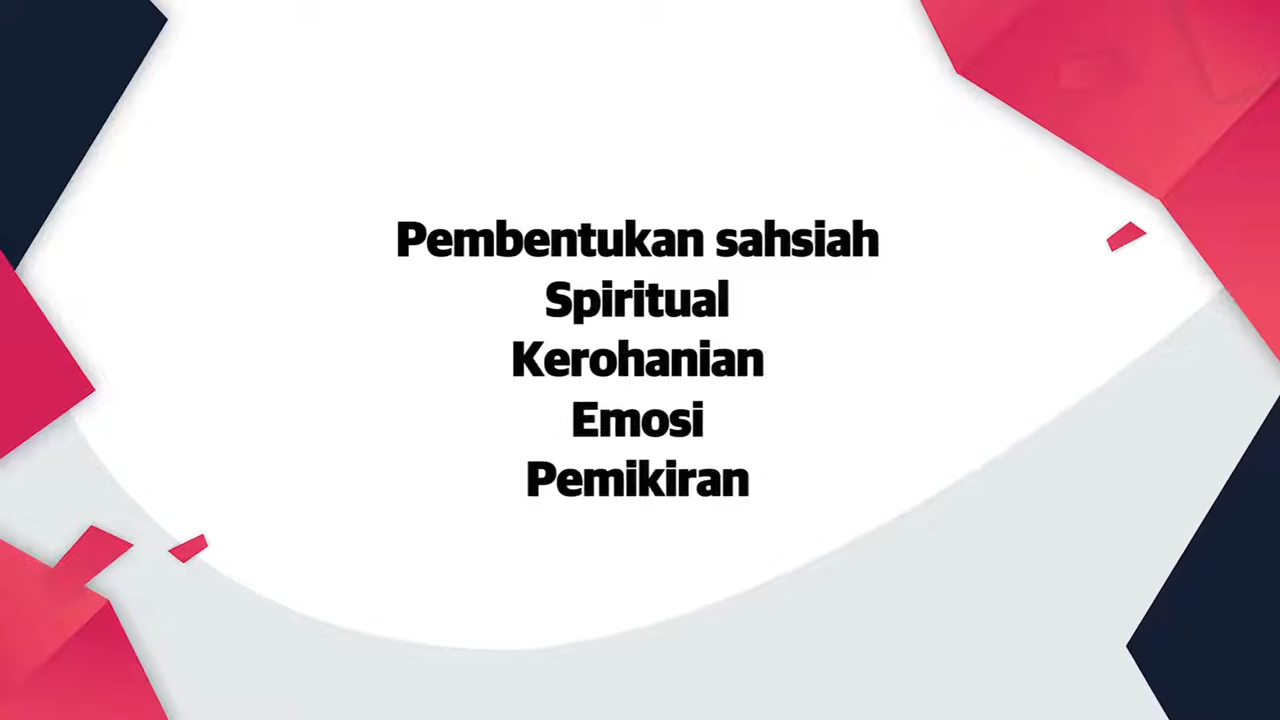 Pembentukan sahsiah
Spiritual
Kerohanian
Emosi
Pemikiran